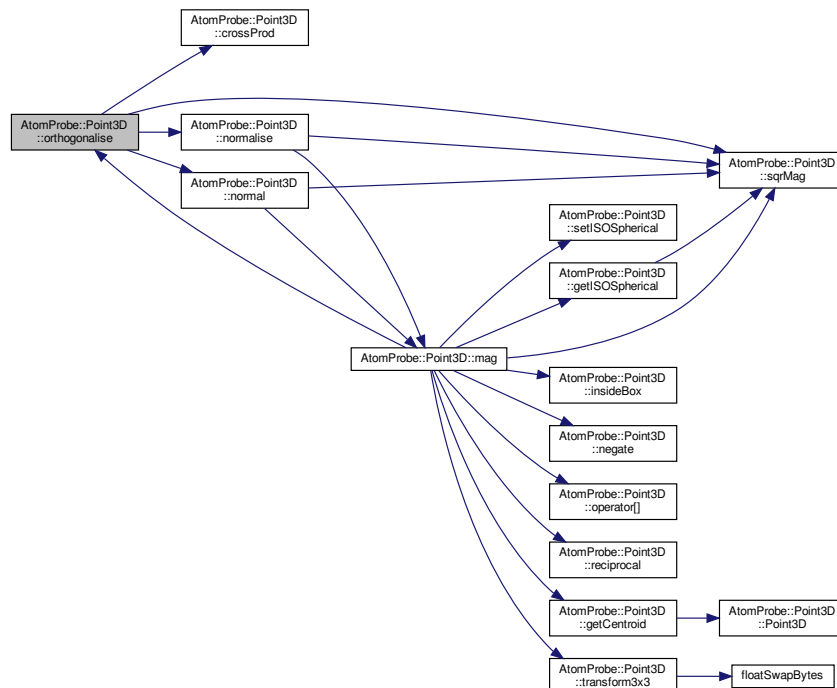 AtomProbe::Point3D
::crossProd
AtomProbe::Point3D
::orthogonalise
AtomProbe::Point3D
::normalise
AtomProbe::Point3D
::normal
AtomProbe::Point3D
::sqrMag
AtomProbe::Point3D
::setISOSpherical
AtomProbe::Point3D
::getISOSpherical
AtomProbe::Point3D::mag
AtomProbe::Point3D
::insideBox
AtomProbe::Point3D
::negate
AtomProbe::Point3D
::operator[]
AtomProbe::Point3D
::reciprocal
AtomProbe::Point3D
::getCentroid
AtomProbe::Point3D
::Point3D
AtomProbe::Point3D
::transform3x3
floatSwapBytes